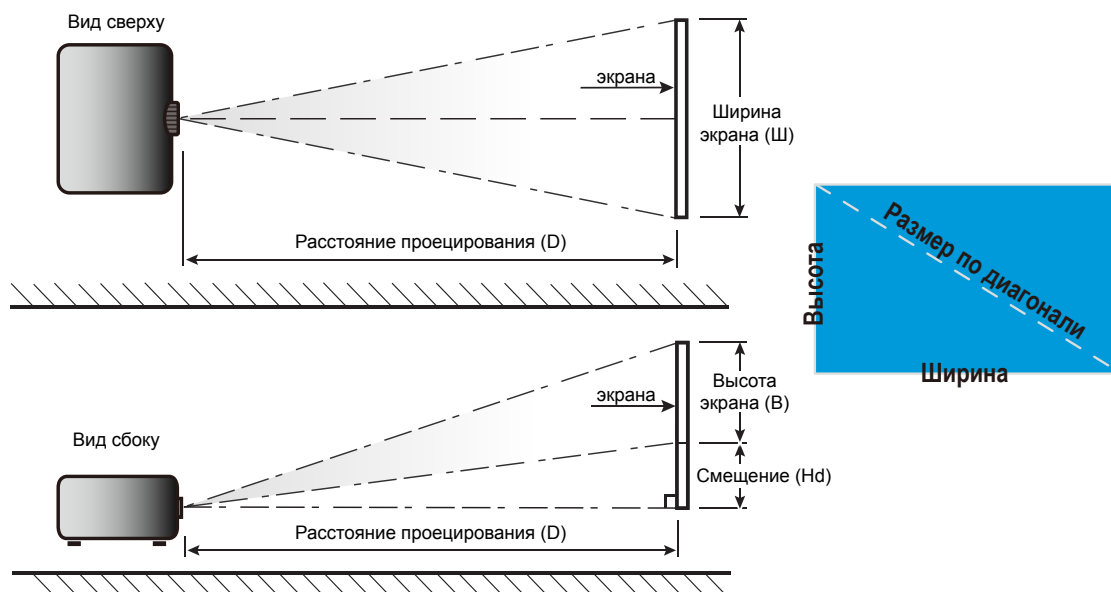 Вид сверху
экрана
Ширина
экрана (Ш)
Расстояние проецирования (D)
Размер по диагонали
Высота
Ширина
Вид сбоку
экрана
Высота
экрана (В)
Смещение (Hd)
Расстояние проецирования (D)